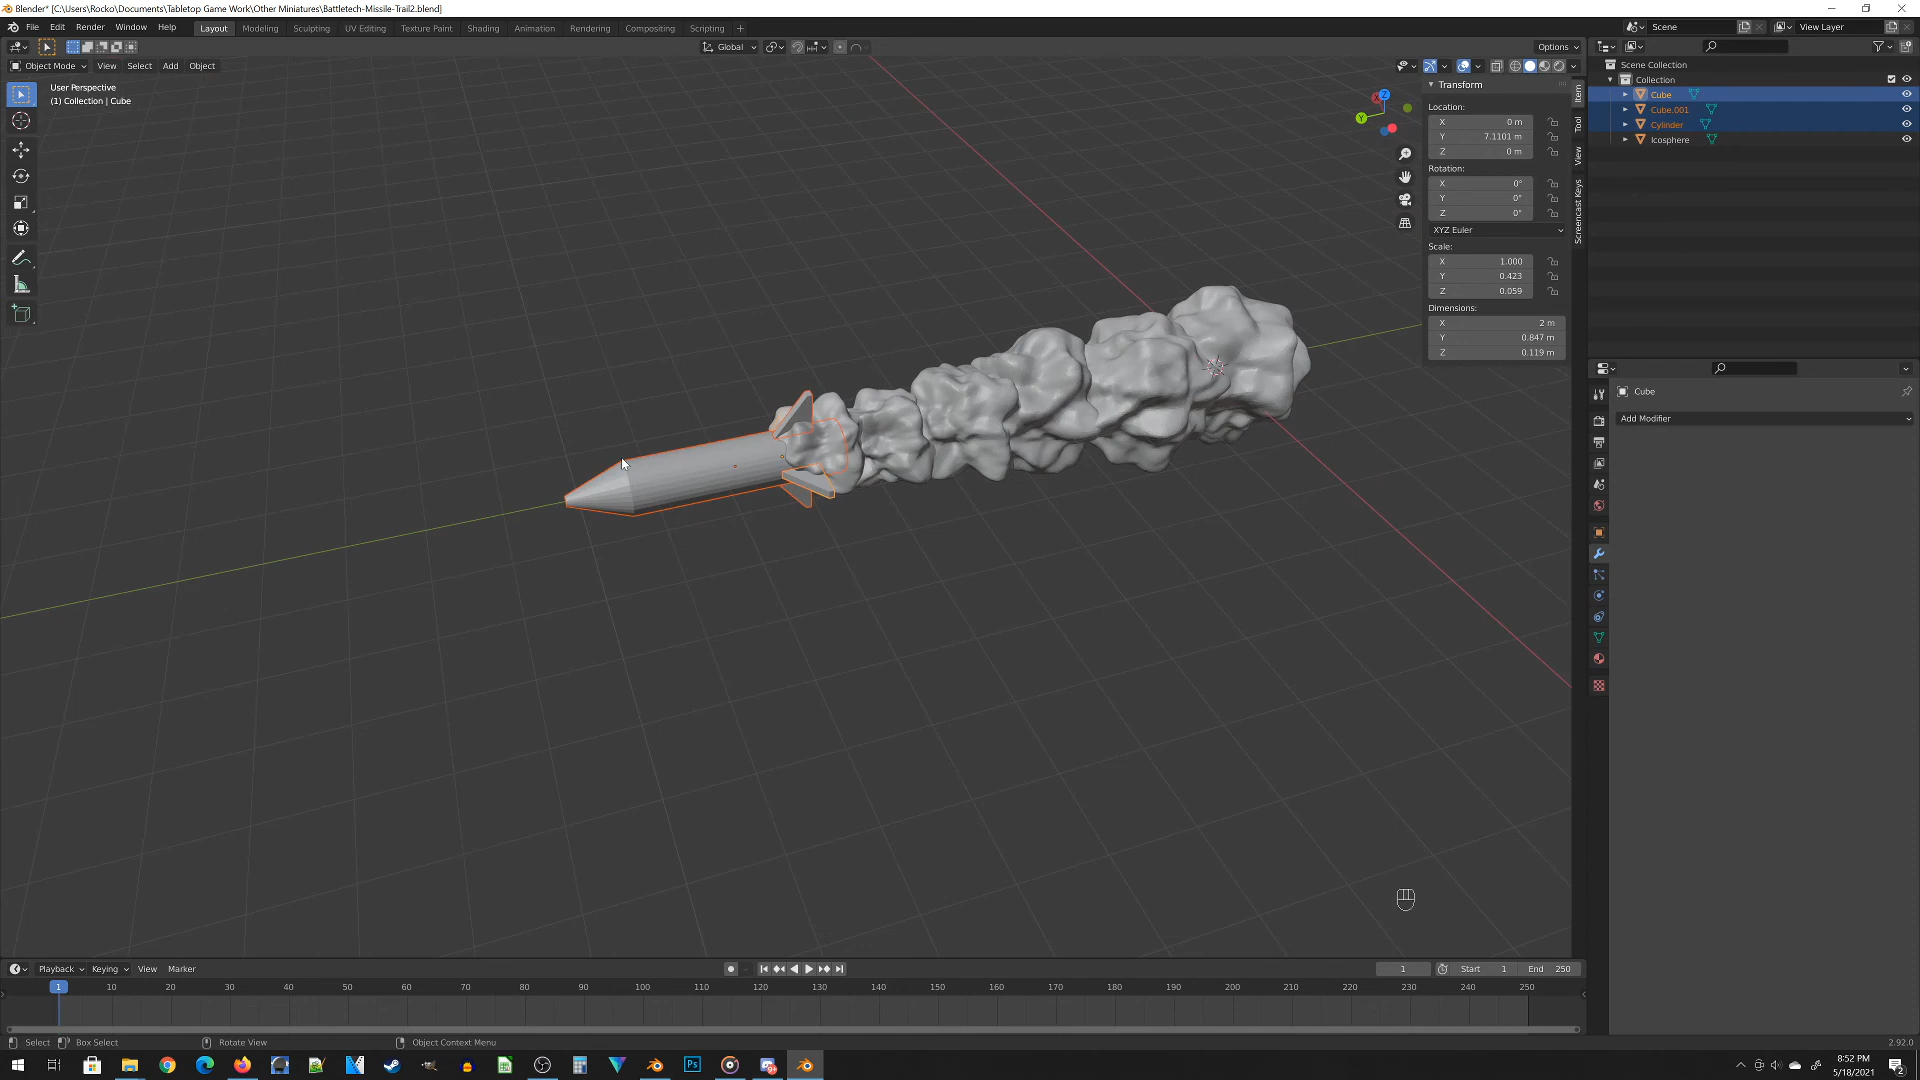 Blender* [C:\Users\Rocko\Documents\Tabletop Game Work\Other Miniatures\Battletech-Missile-Trail2.blend]
File Edit Render Window Help Layout Modeling Sculpting UV Editing Texture Paint Shading Animation Rendering Compositing Scripting + Scene View Layer
Global Options
Object Mode View Select Add Object
User Perspective
(1) Collection | Cube
Z
X
Y
Transform
Location:
X 0 m
Y 7.1101 m
Z 0 m
Rotation:
X 0°
Y 0°
Z 0°
XYZ Euler
Scale:
X 1.000
Y 0.423
Z 0.059
Dimensions:
X 2 m
Y 0.847 m
Z 0.119 m
Item
Tool
View
Screencast Keys
Scene Collection
Collection
Cube
Cube.001
Cylinder
Icosphere
Cube
Add Modifier
Playback Keying View Marker 1 Start 1 End 250
1 10 20 30 40 50 60 70 80 90 100 110 120 130 140 150 160 170 180 190 200 210 220 230 240 250
Select Box Select Rotate View Object Context Menu 2.92.0
Ps 9+
8:52 PM
5/18/2021
2